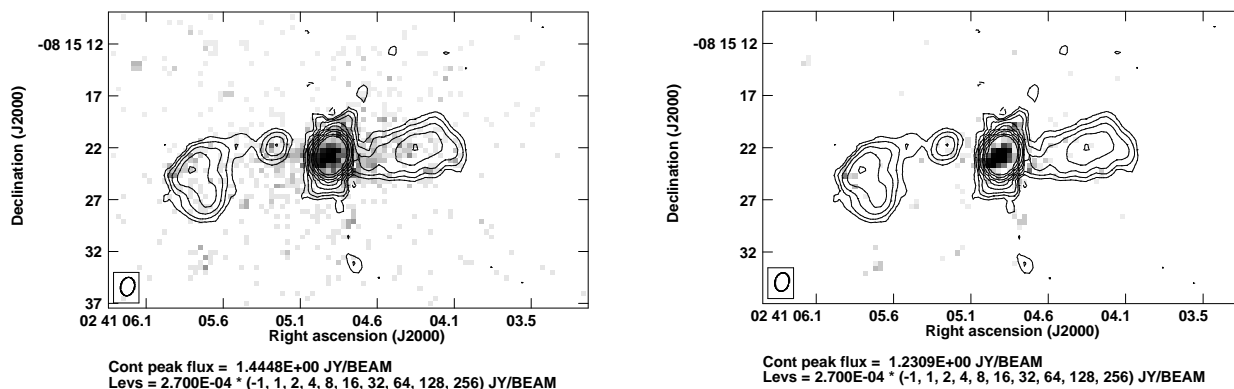 -08 15 12
17
22
27
32
37
Declination (J2000)
02 41 06.1 05.6 05.1 04.6 04.1 03.5
Right ascension (J2000)
Cont peak flux = 1.4448E+00 JY/BEAM
Levs = 2.700E-04 * (-1, 1, 2, 4, 8, 16, 32, 64, 128, 256) JY/BEAM
-08 15 12
17
22
27
32
Declination (J2000)
02 41 06.1 05.6 05.1 04.6 04.1 03.5
Right ascension (J2000)
Cont peak flux = 1.2309E+00 JY/BEAM
Levs = 2.700E-04 * (-1, 1, 2, 4, 8, 16, 32, 64, 128, 256) JY/BEAM